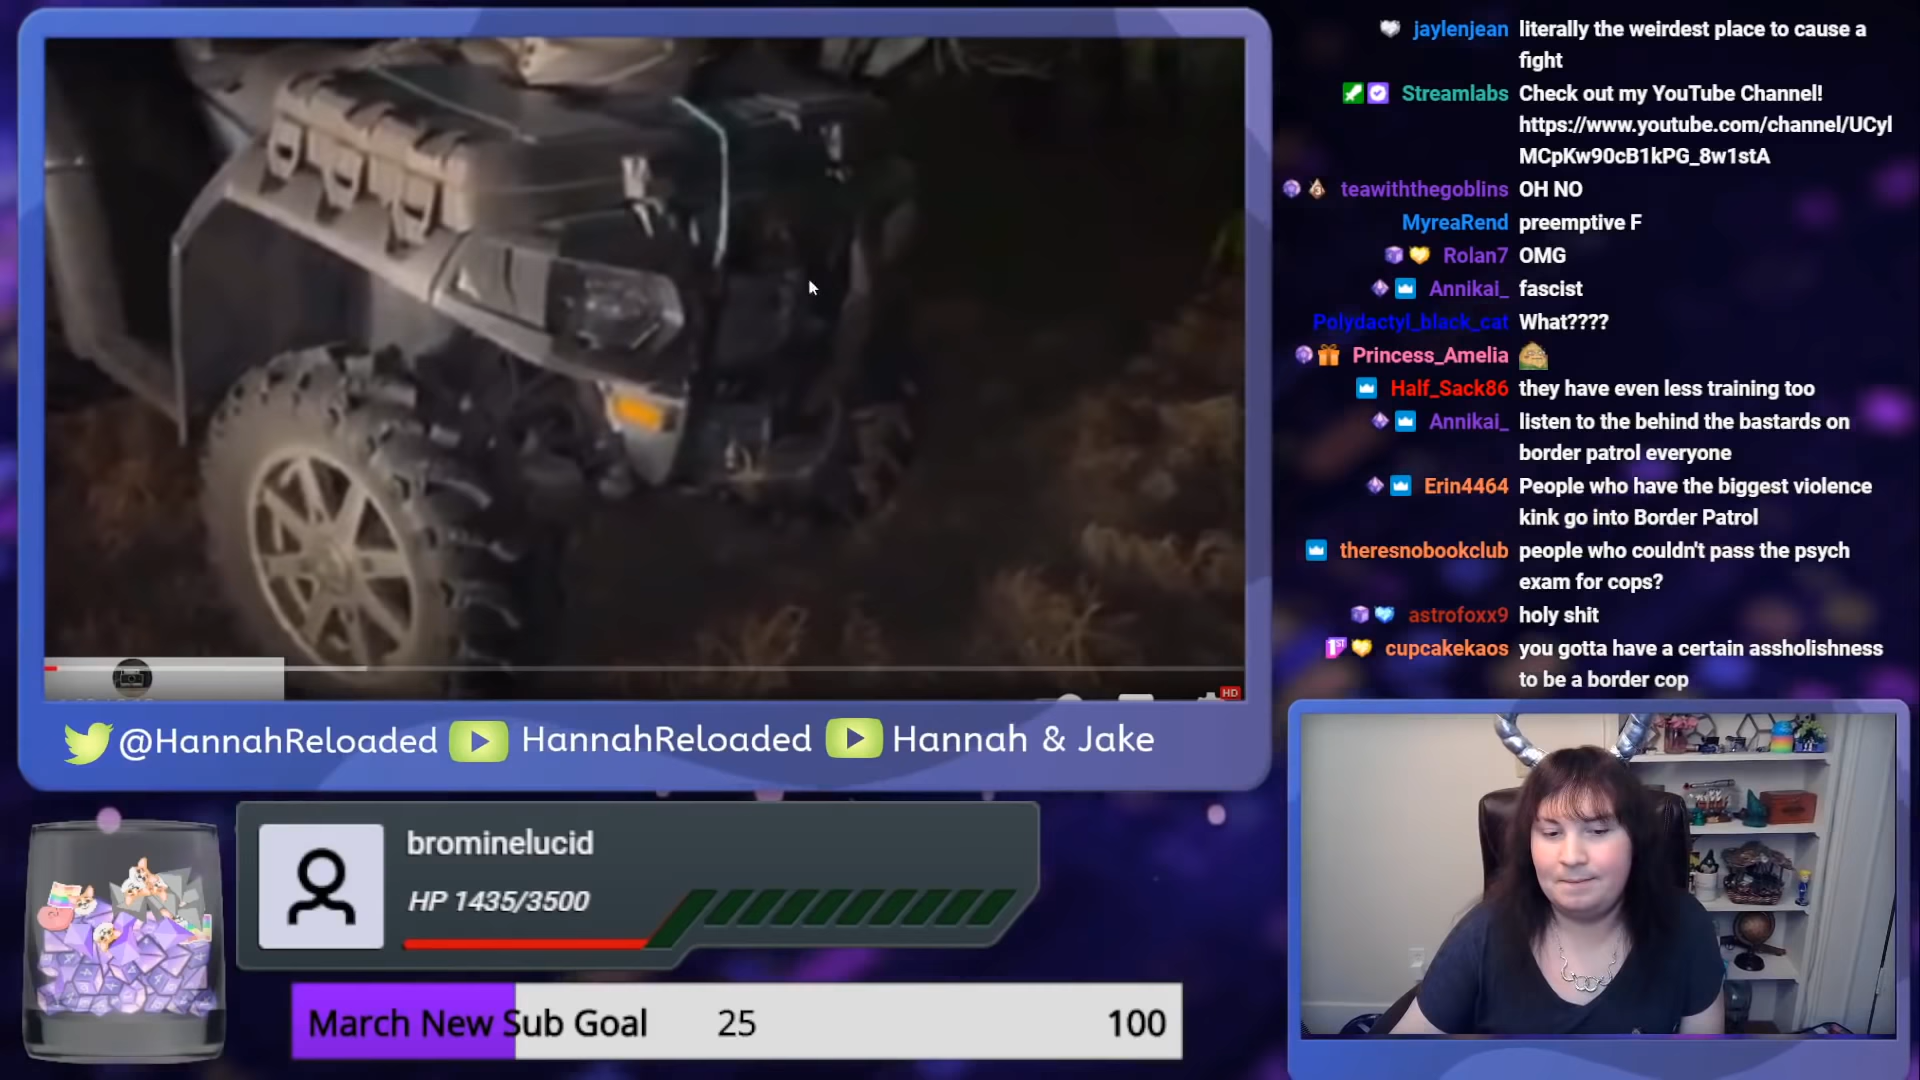 jaylenjean literally the weirdest place to cause a
fight
Streamlabs Check out my YouTube Channel!
https://www.youtube.com/channel/UCyl
MCpKw90cB1kPG_8w1stA
teawiththegoblins OH NO
MyreaRend preemptive F
Rolan7 OMG
Annikai_ fascist
Polydactyl_black_cat What????
Princess_Amelia
Half_Sack86 they have even less training too
Annikai_ listen to the behind the bastards on
border patrol everyone
Erin4464 People who have the biggest violence
kink go into Border Patrol
theresnobookclub people who couldn't pass the psych
exam for cops?
astrofoxx9 holy shit
1ST cupcakekaos you gotta have a certain assholishness
to be a border cop
HD
@HannahReloaded HannahReloaded Hannah & Jake
brominelucid
HP 1435/3500
March New Sub Goal 25 100